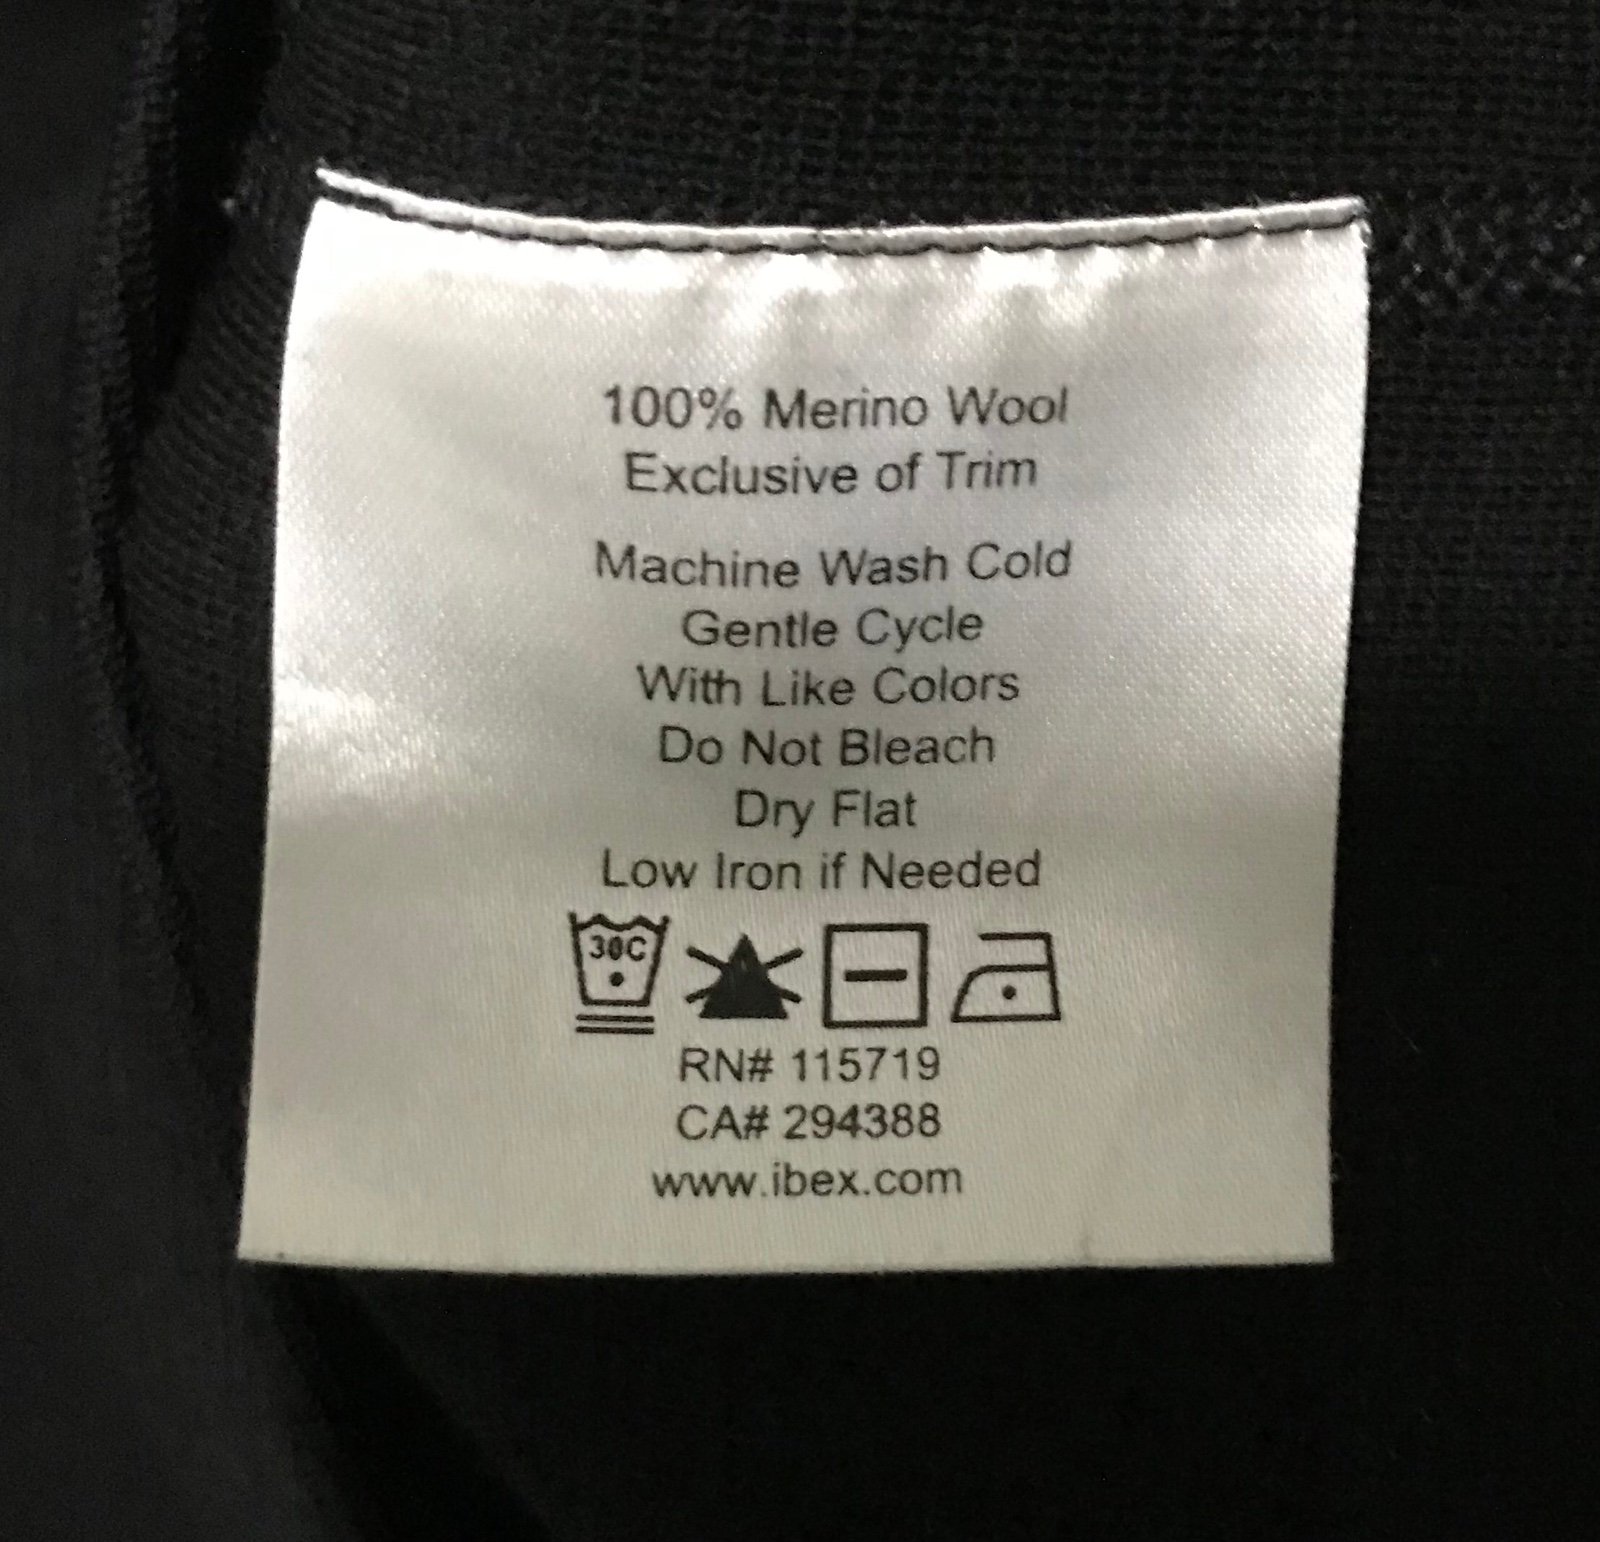 100% Merino Wool
Exclusive of Trim
Machine Wash Cold
Gentle Cycle
With Like Colors
Do Not Bleach
Dry Flat
Low Iron if Needed
30C
RN# 115719
CA# 294388
www.ibex.com